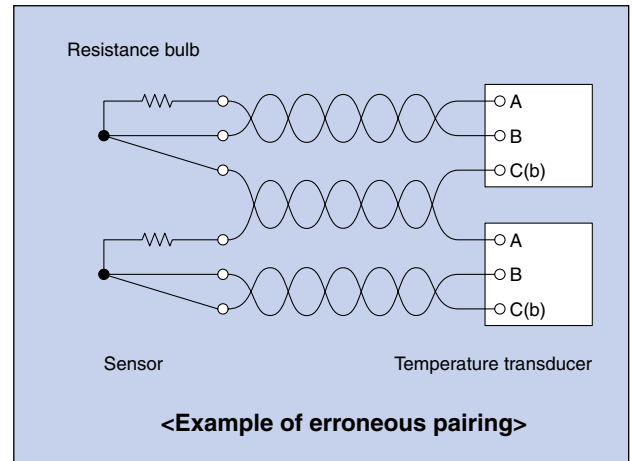 Resistance bulb
A
B
C(b)
A
B
C(b)
Sensor
Temperature transducer
<Example of erroneous pairing>